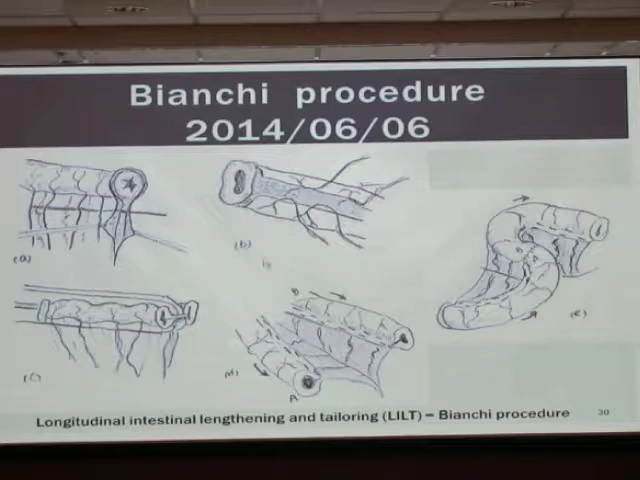 Bianchi procedure
2014/06/06
(a)
(b)
(c)
(d)
A
(e)
Longitudinal intestinal lengthening and tailoring (LILT) – Bianchi procedure
30